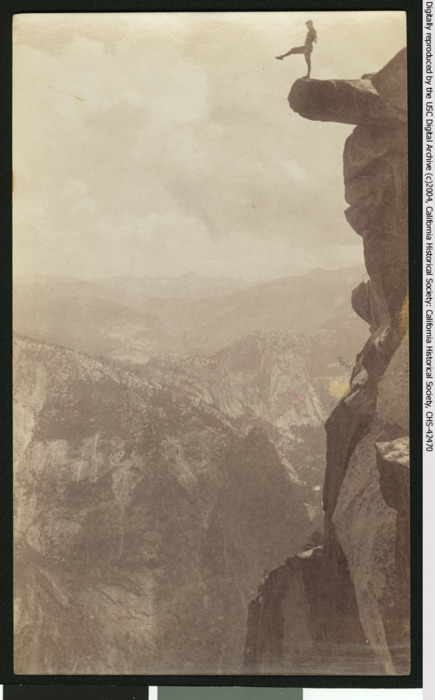 Digitally reproduced by the USC Digital Archive (c)2004, California Historical Society: California Historical Society, CHS-42470